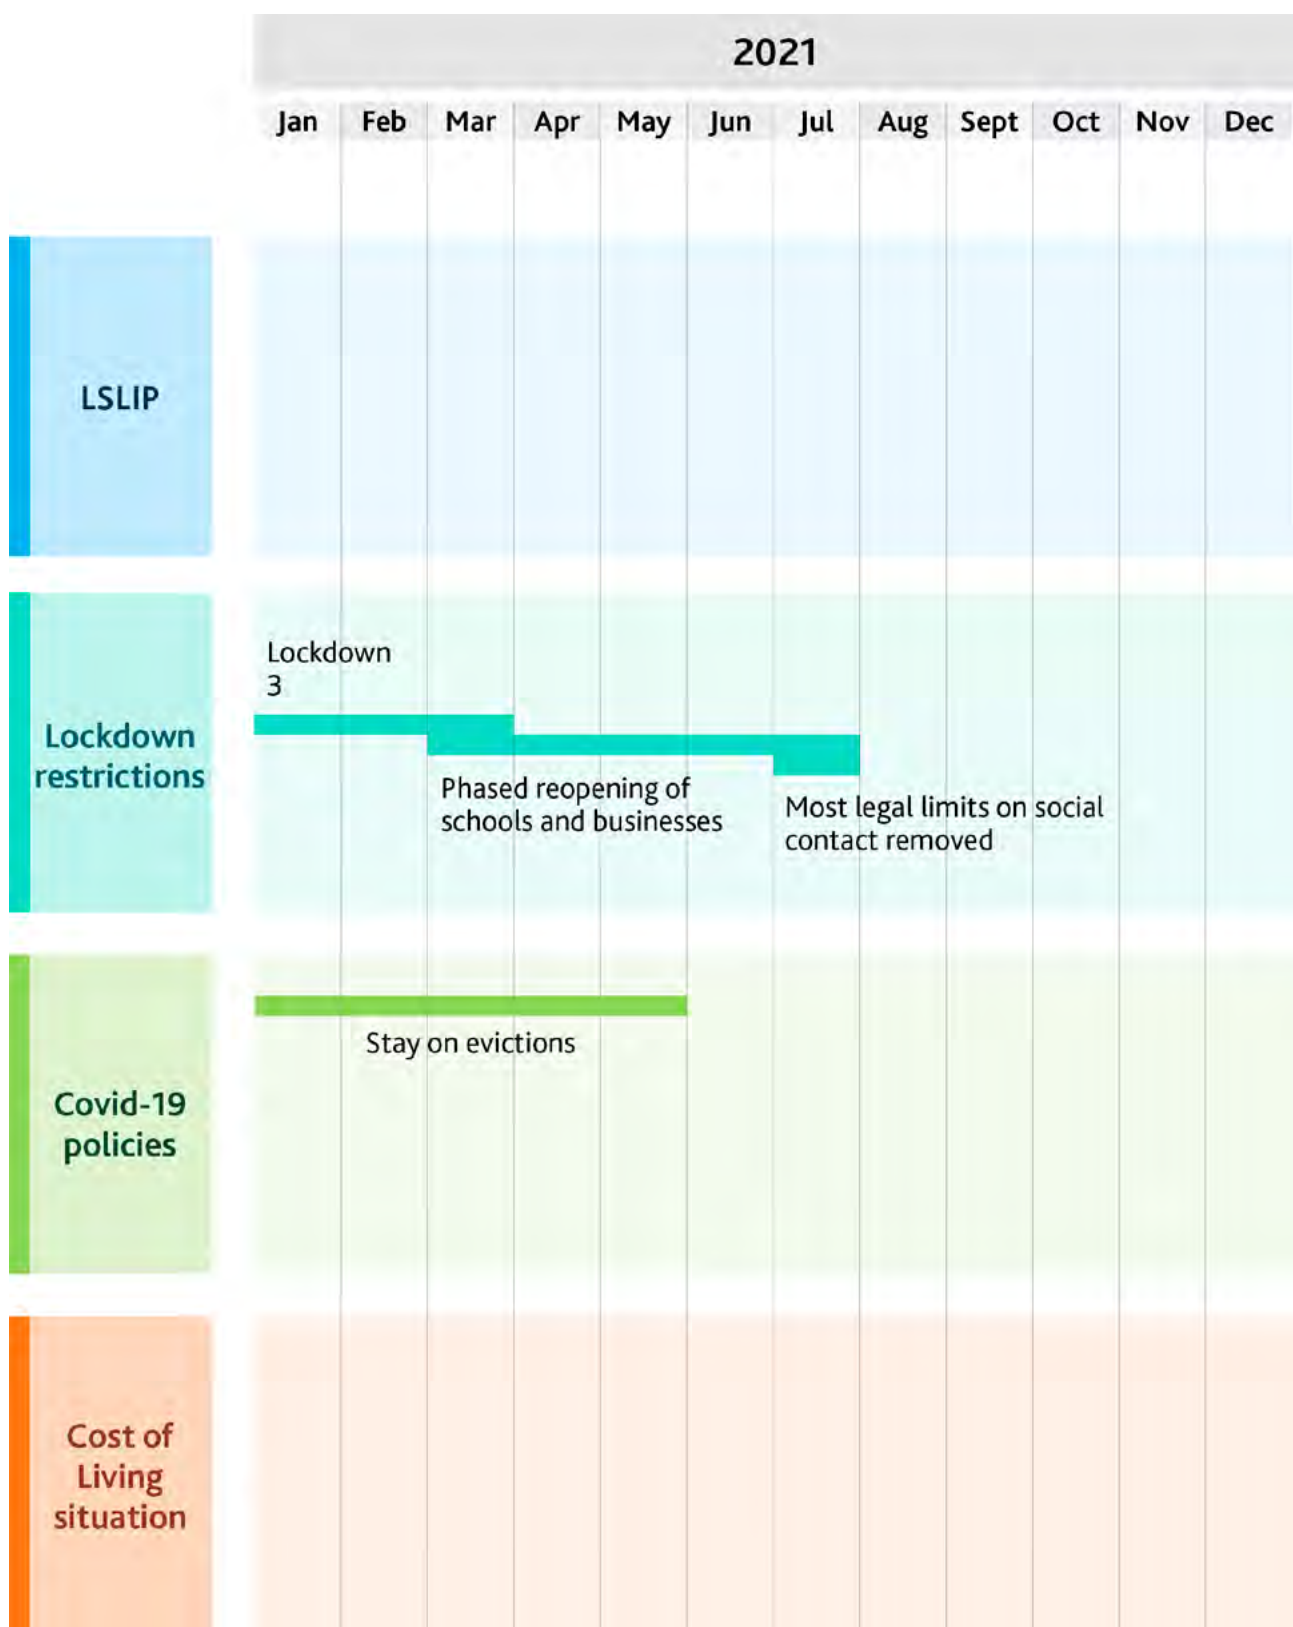 2021
Jan Feb Mar Apr May Jun Jul Aug Sept Oct Nov Dec
LSLIP
Lockdown
restrictions
Lockdown
3
Phased reopening of
schools and businesses
Most legal limits on social
contact removed
Covid-19
policies
Stay on evictions
Cost of
Living
situation